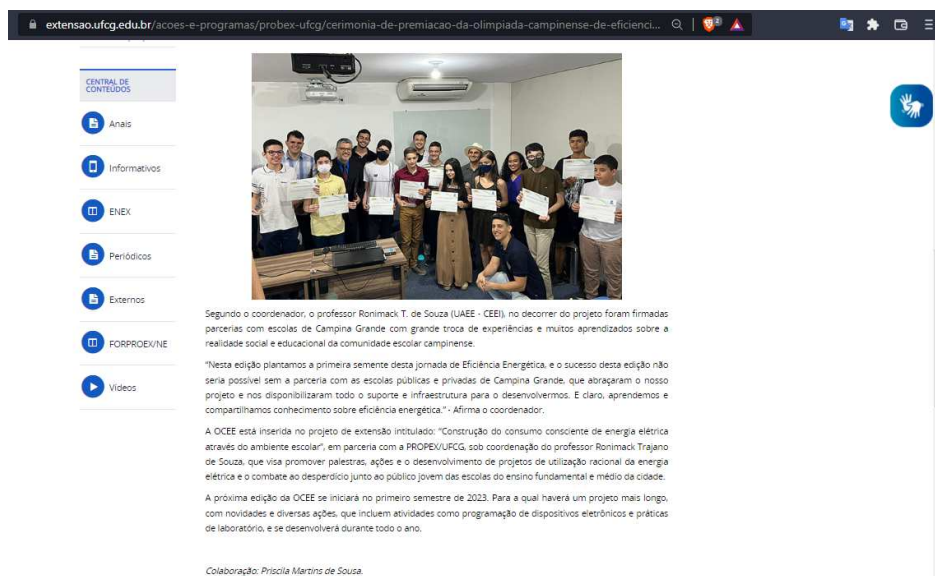 extensao.ufcg.edu.br/acoes-e-programas/probex-ufcg/cerimonia-de-premiacao-da-olimpiada-campinense-de-eficienci...
2
CENTRAL DE
CONTEÚDOS
Anais
Informativos
ENEX
Periódicos
Externos
FORPROEX/NE
Vídeos
Segundo o coordenador, o professor Ronimack T. de Souza (UAEE - CEEI), no decorrer do projeto foram firmadas
parcerias com escolas de Campina Grande com grande troca de experiências e muitos aprendizados sobre a
realidade social e educacional da comunidade escolar campinense.
"Nesta edição plantamos a primeira semente desta jornada de Eficiência Energética, e o sucesso desta edição não
seria possível sem a parceria com as escolas públicas e privadas de Campina Grande, que abraçaram o nosso
projeto e nos disponibilizaram todo o suporte e infraestrutura para o desenvolvermos. E claro, aprendemos e
compartilhamos conhecimento sobre eficiência energética." - Afirma o coordenador.
A OCEE está inserida no projeto de extensão intitulado: "Construção do consumo consciente de energia elétrica
através do ambiente escolar", em parceria com a PROPEX/UFCG, sob coordenação do professor Ronimack Trajano
de Souza, que visa promover palestras, ações e o desenvolvimento de projetos de utilização racional da energia
elétrica e o combate ao desperdício junto ao público jovem das escolas do ensino fundamental e médio da cidade.
A próxima edição da OCEE se iniciará no primeiro semestre de 2023. Para a qual haverá um projeto mais longo,
com novidades e diversas ações, que incluem atividades como programação de dispositivos eletrônicos e práticas
de laboratório, e se desenvolverá durante todo o ano.
Colaboração: Priscila Martins de Sousa.